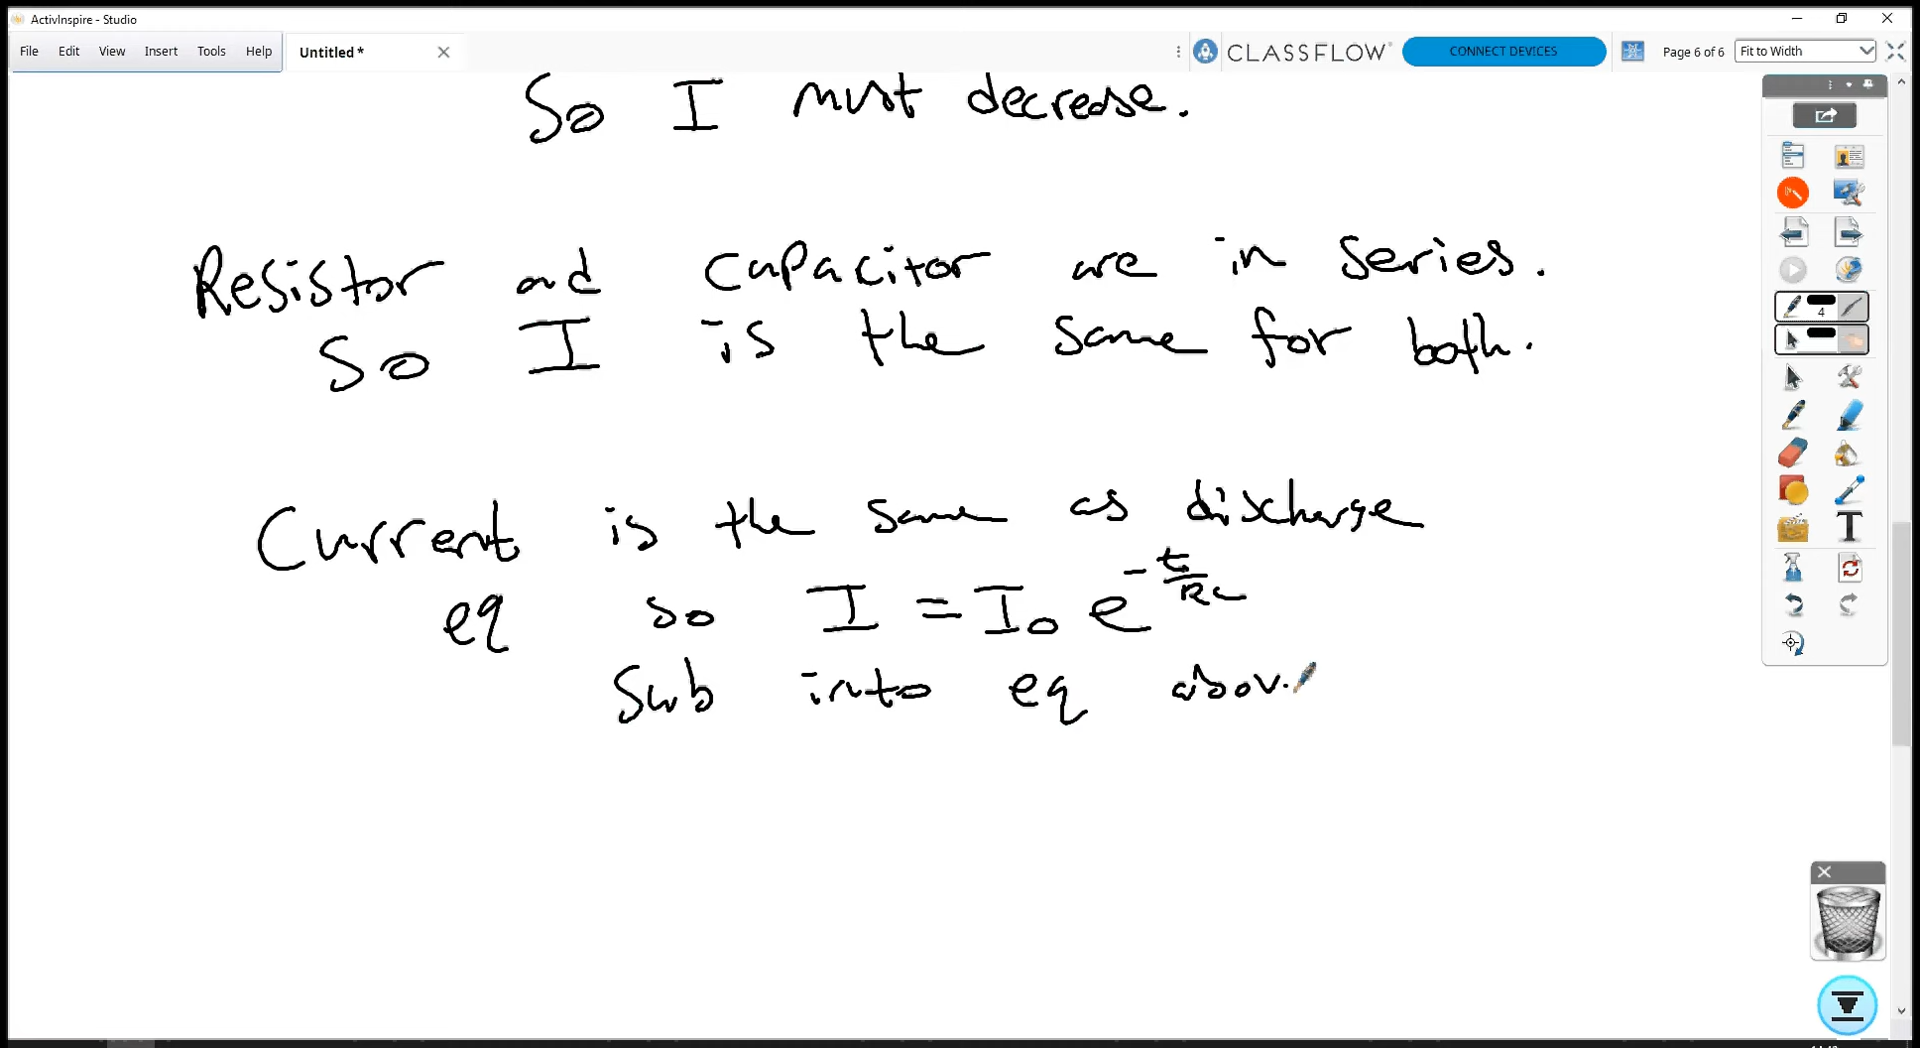 ActivInspire - Studio
File Edit View Insert Tools Help Untitled * CLASSFLOW CONNECT DEVICES Page 6 of 6 Fit to Width
So I must decrease.
Resistor and capacitor are in series.
So I is the same for both.
Current is the same as discharge
eq so I = I₀ e^(-t/RC)
Sub into eq abov.
4
T